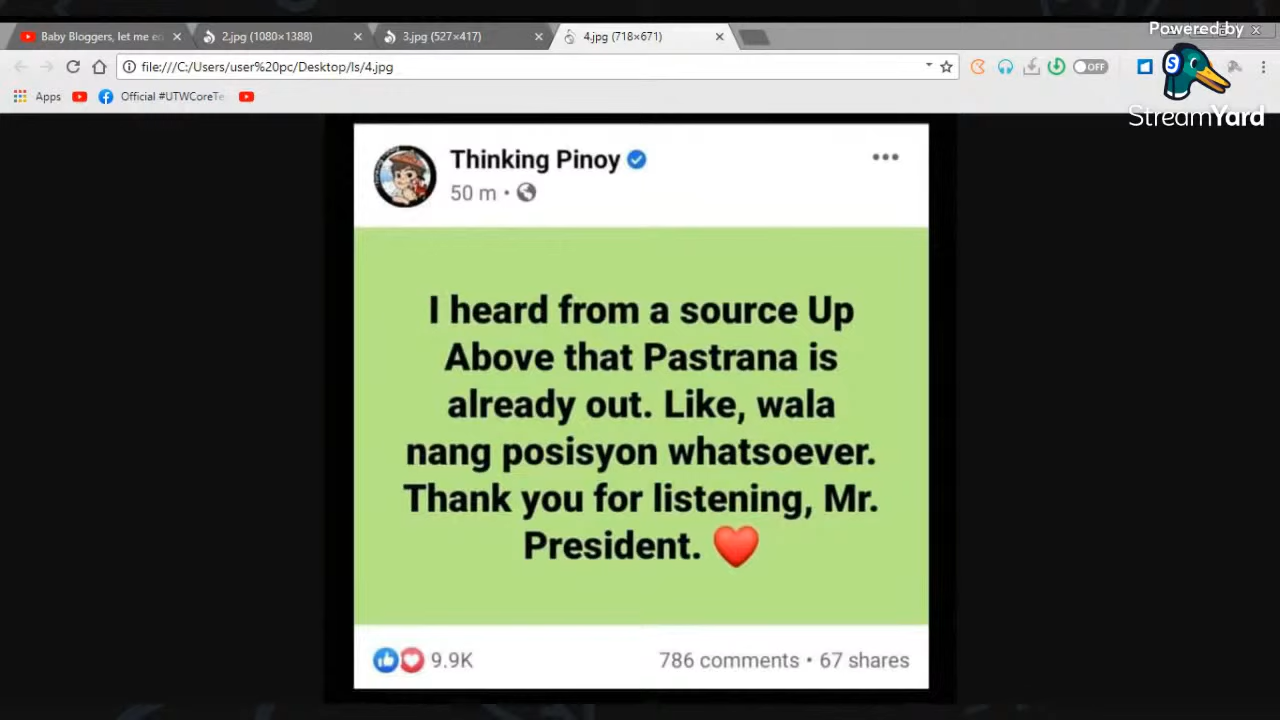 Powered by
Baby Bloggers, let me en
2.jpg (1080×1388)
3.jpg (527×417)
4.jpg (718×671)
file:///C:/Users/user%20pc/Desktop/ls/4.jpg
OFF
S
StreamYard
Apps
Official #UTWCoreTe
Thinking Pinoy
50 m •
I heard from a source Up
Above that Pastrana is
already out. Like, wala
nang posisyon whatsoever.
Thank you for listening, Mr.
President. ❤️
9.9K
786 comments • 67 shares